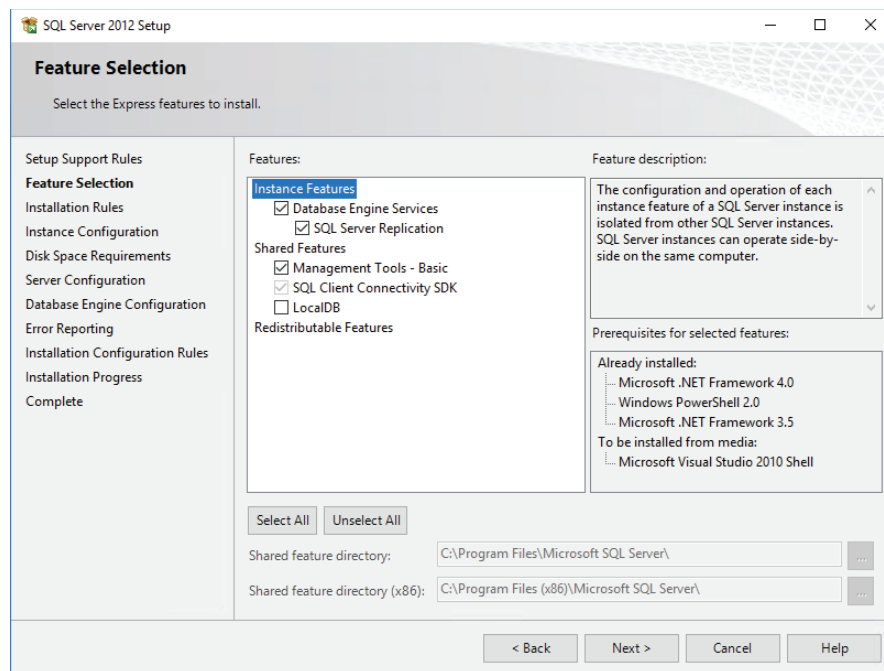 SQL Server 2012 Setup
Feature Selection
Select the Express features to install.
Setup Support Rules
Feature Selection
Installation Rules
Instance Configuration
Disk Space Requirements
Server Configuration
Database Engine Configuration
Error Reporting
Installation Configuration Rules
Installation Progress
Complete
Features:
Instance Features
Database Engine Services
SQL Server Replication
Shared Features
Management Tools - Basic
SQL Client Connectivity SDK
LocalDB
Redistributable Features
Feature description:
The configuration and operation of each
instance feature of a SQL Server instance is
isolated from other SQL Server instances.
SQL Server instances can operate side-by-
side on the same computer.
Prerequisites for selected features:
Already installed:
Microsoft .NET Framework 4.0
Windows PowerShell 2.0
Microsoft .NET Framework 3.5
To be installed from media:
Microsoft Visual Studio 2010 Shell
Select All Unselect All
Shared feature directory: C:\Program Files\Microsoft SQL Server\ ...
Shared feature directory (x86): C:\Program Files (x86)\Microsoft SQL Server\ ...
< Back Next > Cancel Help